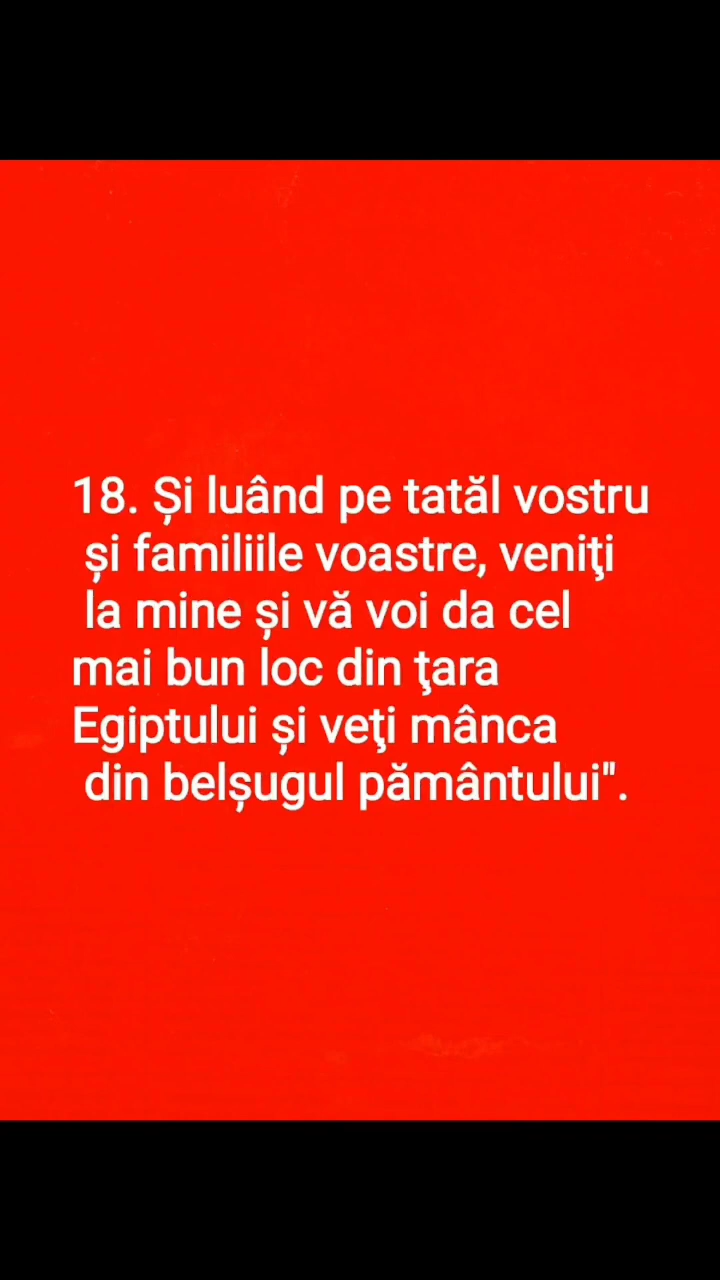 18. Și luând pe tatăl vostru
și familiile voastre, veniţi
la mine și vă voi da cel
mai bun loc din ţara
Egiptului și veţi mânca
din belșugul pământului".